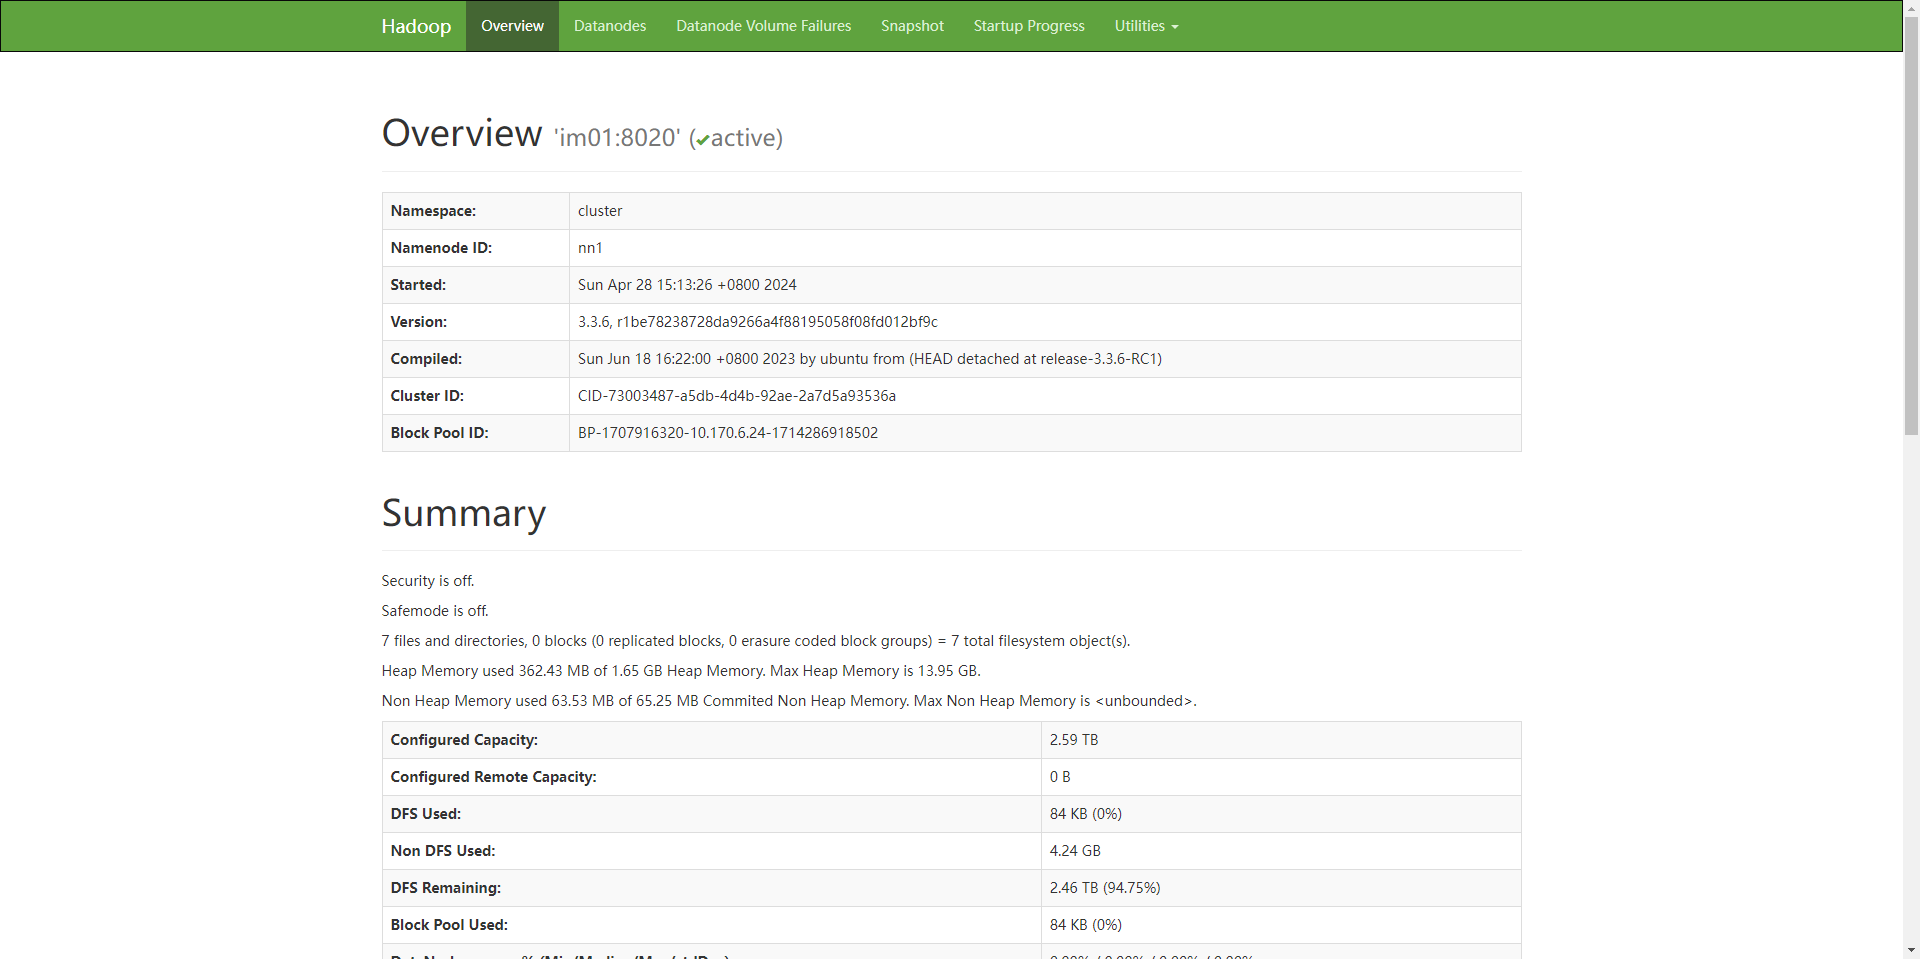 Hadoop Overview Datanodes Datanode Volume Failures Snapshot Startup Progress Utilities
Overview 'im01:8020' (✔active)
Namespace: cluster
Namenode ID: nn1
Started: Sun Apr 28 15:13:26 +0800 2024
Version: 3.3.6, r1be78238728da9266a4f88195058f08fd012bf9c
Compiled: Sun Jun 18 16:22:00 +0800 2023 by ubuntu from (HEAD detached at release-3.3.6-RC1)
Cluster ID: CID-73003487-a5db-4d4b-92ae-2a7d5a93536a
Block Pool ID: BP-1707916320-10.170.6.24-1714286918502
Summary
Security is off.
Safemode is off.
7 files and directories, 0 blocks (0 replicated blocks, 0 erasure coded block groups) = 7 total filesystem object(s).
Heap Memory used 362.43 MB of 1.65 GB Heap Memory. Max Heap Memory is 13.95 GB.
Non Heap Memory used 63.53 MB of 65.25 MB Commited Non Heap Memory. Max Non Heap Memory is <unbounded>.
Configured Capacity: 2.59 TB
Configured Remote Capacity: 0 B
DFS Used: 84 KB (0%)
Non DFS Used: 4.24 GB
DFS Remaining: 2.46 TB (94.75%)
Block Pool Used: 84 KB (0%)